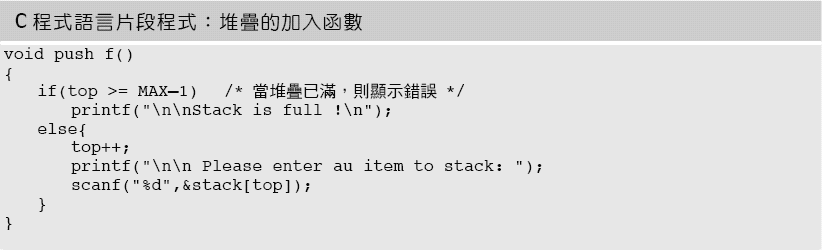 C 程式語言片段程式：堆疊的加入函數
void push f()
{
    if(top >= MAX–1)   /* 當堆疊已滿，則顯示錯誤 */
        printf("\n\nStack is full !\n");
    else{
        top++;
        printf("\n\n Please enter au item to stack: ");
        scanf("%d",&stack[top]);
    }
}